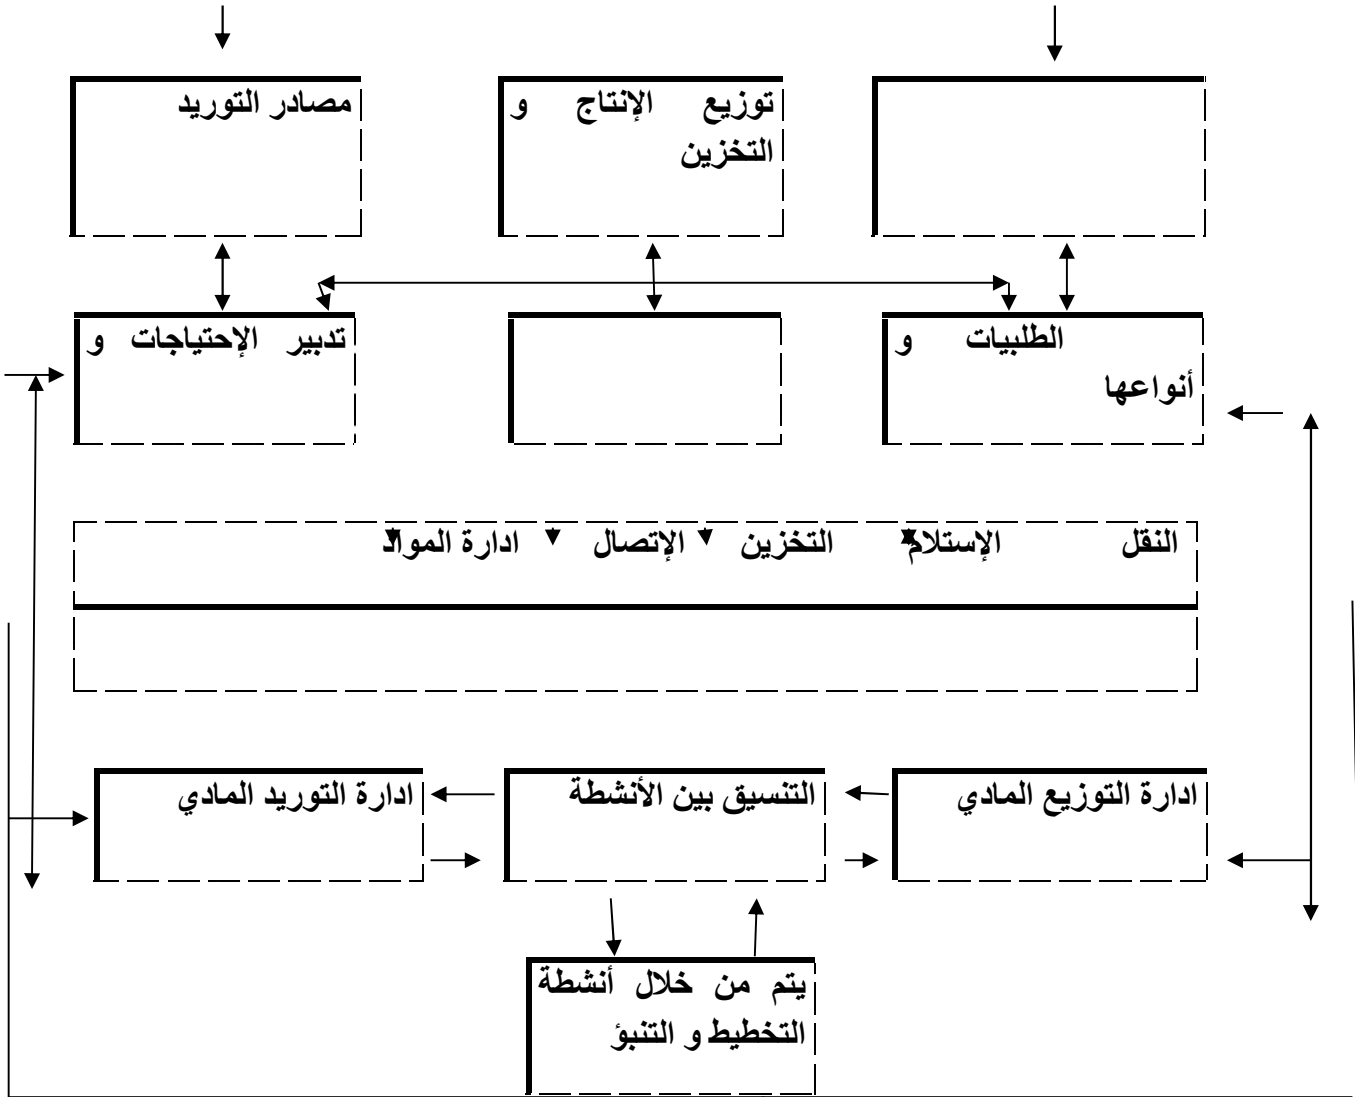 توزيع الإنتاج و
التخزين
مصادر التوريد
الطلبيات و
أنواعها
تدبير الإحتياجات و
النقل الإستلام التخزين الإتصال ادارة المواد
ادارة التوزيع المادي
التنسيق بين الأنشطة
ادارة التوريد المادي
يتم من خلال أنشطة
التخطيط و التنبؤ